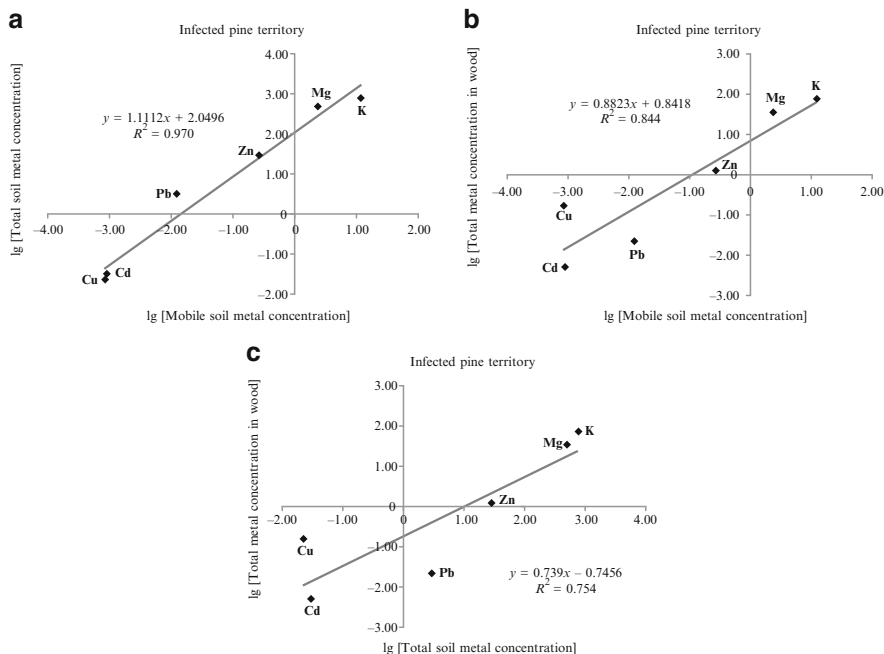 a
Infected pine territory
lg [Total soil metal concentration]
4.00
3.00
2.00
1.00
0
–1.00
–2.00
–4.00 –3.00 –2.00 –1.00 0 1.00 2.00
y = 1.1112x + 2.0496
R² = 0.970
Mg
K
Zn
Pb
Cu
Cd
lg [Mobile soil metal concentration]
b
Infected pine territory
lg [Total metal concentration in wood]
3.00
2.00
1.00
0
–1.00
–2.00
–3.00
–4.00 –3.00 –2.00 –1.00 0 1.00 2.00
y = 0.8823x + 0.8418
R² = 0.844
K
Mg
Zn
Cu
Pb
Cd
lg [Mobile soil metal concentration]
c
Infected pine territory
lg [Total metal concentration in wood]
3.00
2.00
1.00
0
–1.00
–2.00
–3.00
–2.00 –1.00 0 1.00 2.00 3.00 4.00
K
Mg
Zn
Cu
Pb
Cd
y = 0.739x – 0.7456
R² = 0.754
lg [Total soil metal concentration]